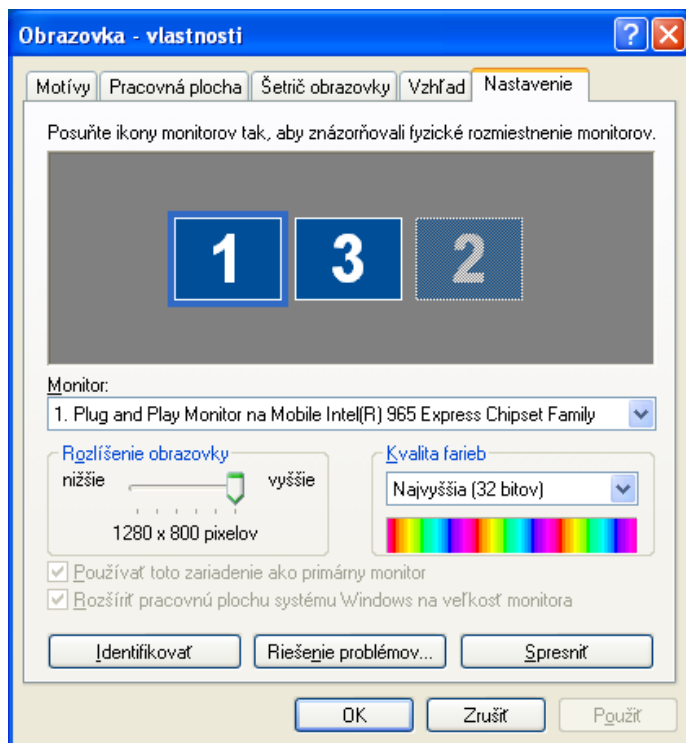 Obrazovka - vlastnosti
Motívy Pracovná plocha Šetrič obrazovky Vzhľad Nastavenie
Posuňte ikony monitorov tak, aby znázorňovali fyzické rozmiestnenie monitorov.
1 3 2
Monitor:
1. Plug and Play Monitor na Mobile Intel(R) 965 Express Chipset Family
Rozlíšenie obrazovky
nižšie vyššie
1280 x 800 pixelov
Kvalita farieb
Najvyššia (32 bitov)
Používať toto zariadenie ako primárny monitor
Rozšíriť pracovnú plochu systému Windows na veľkosť monitora
Identifikovať Riešenie problémov... Spresniť
OK Zrušiť Použiť